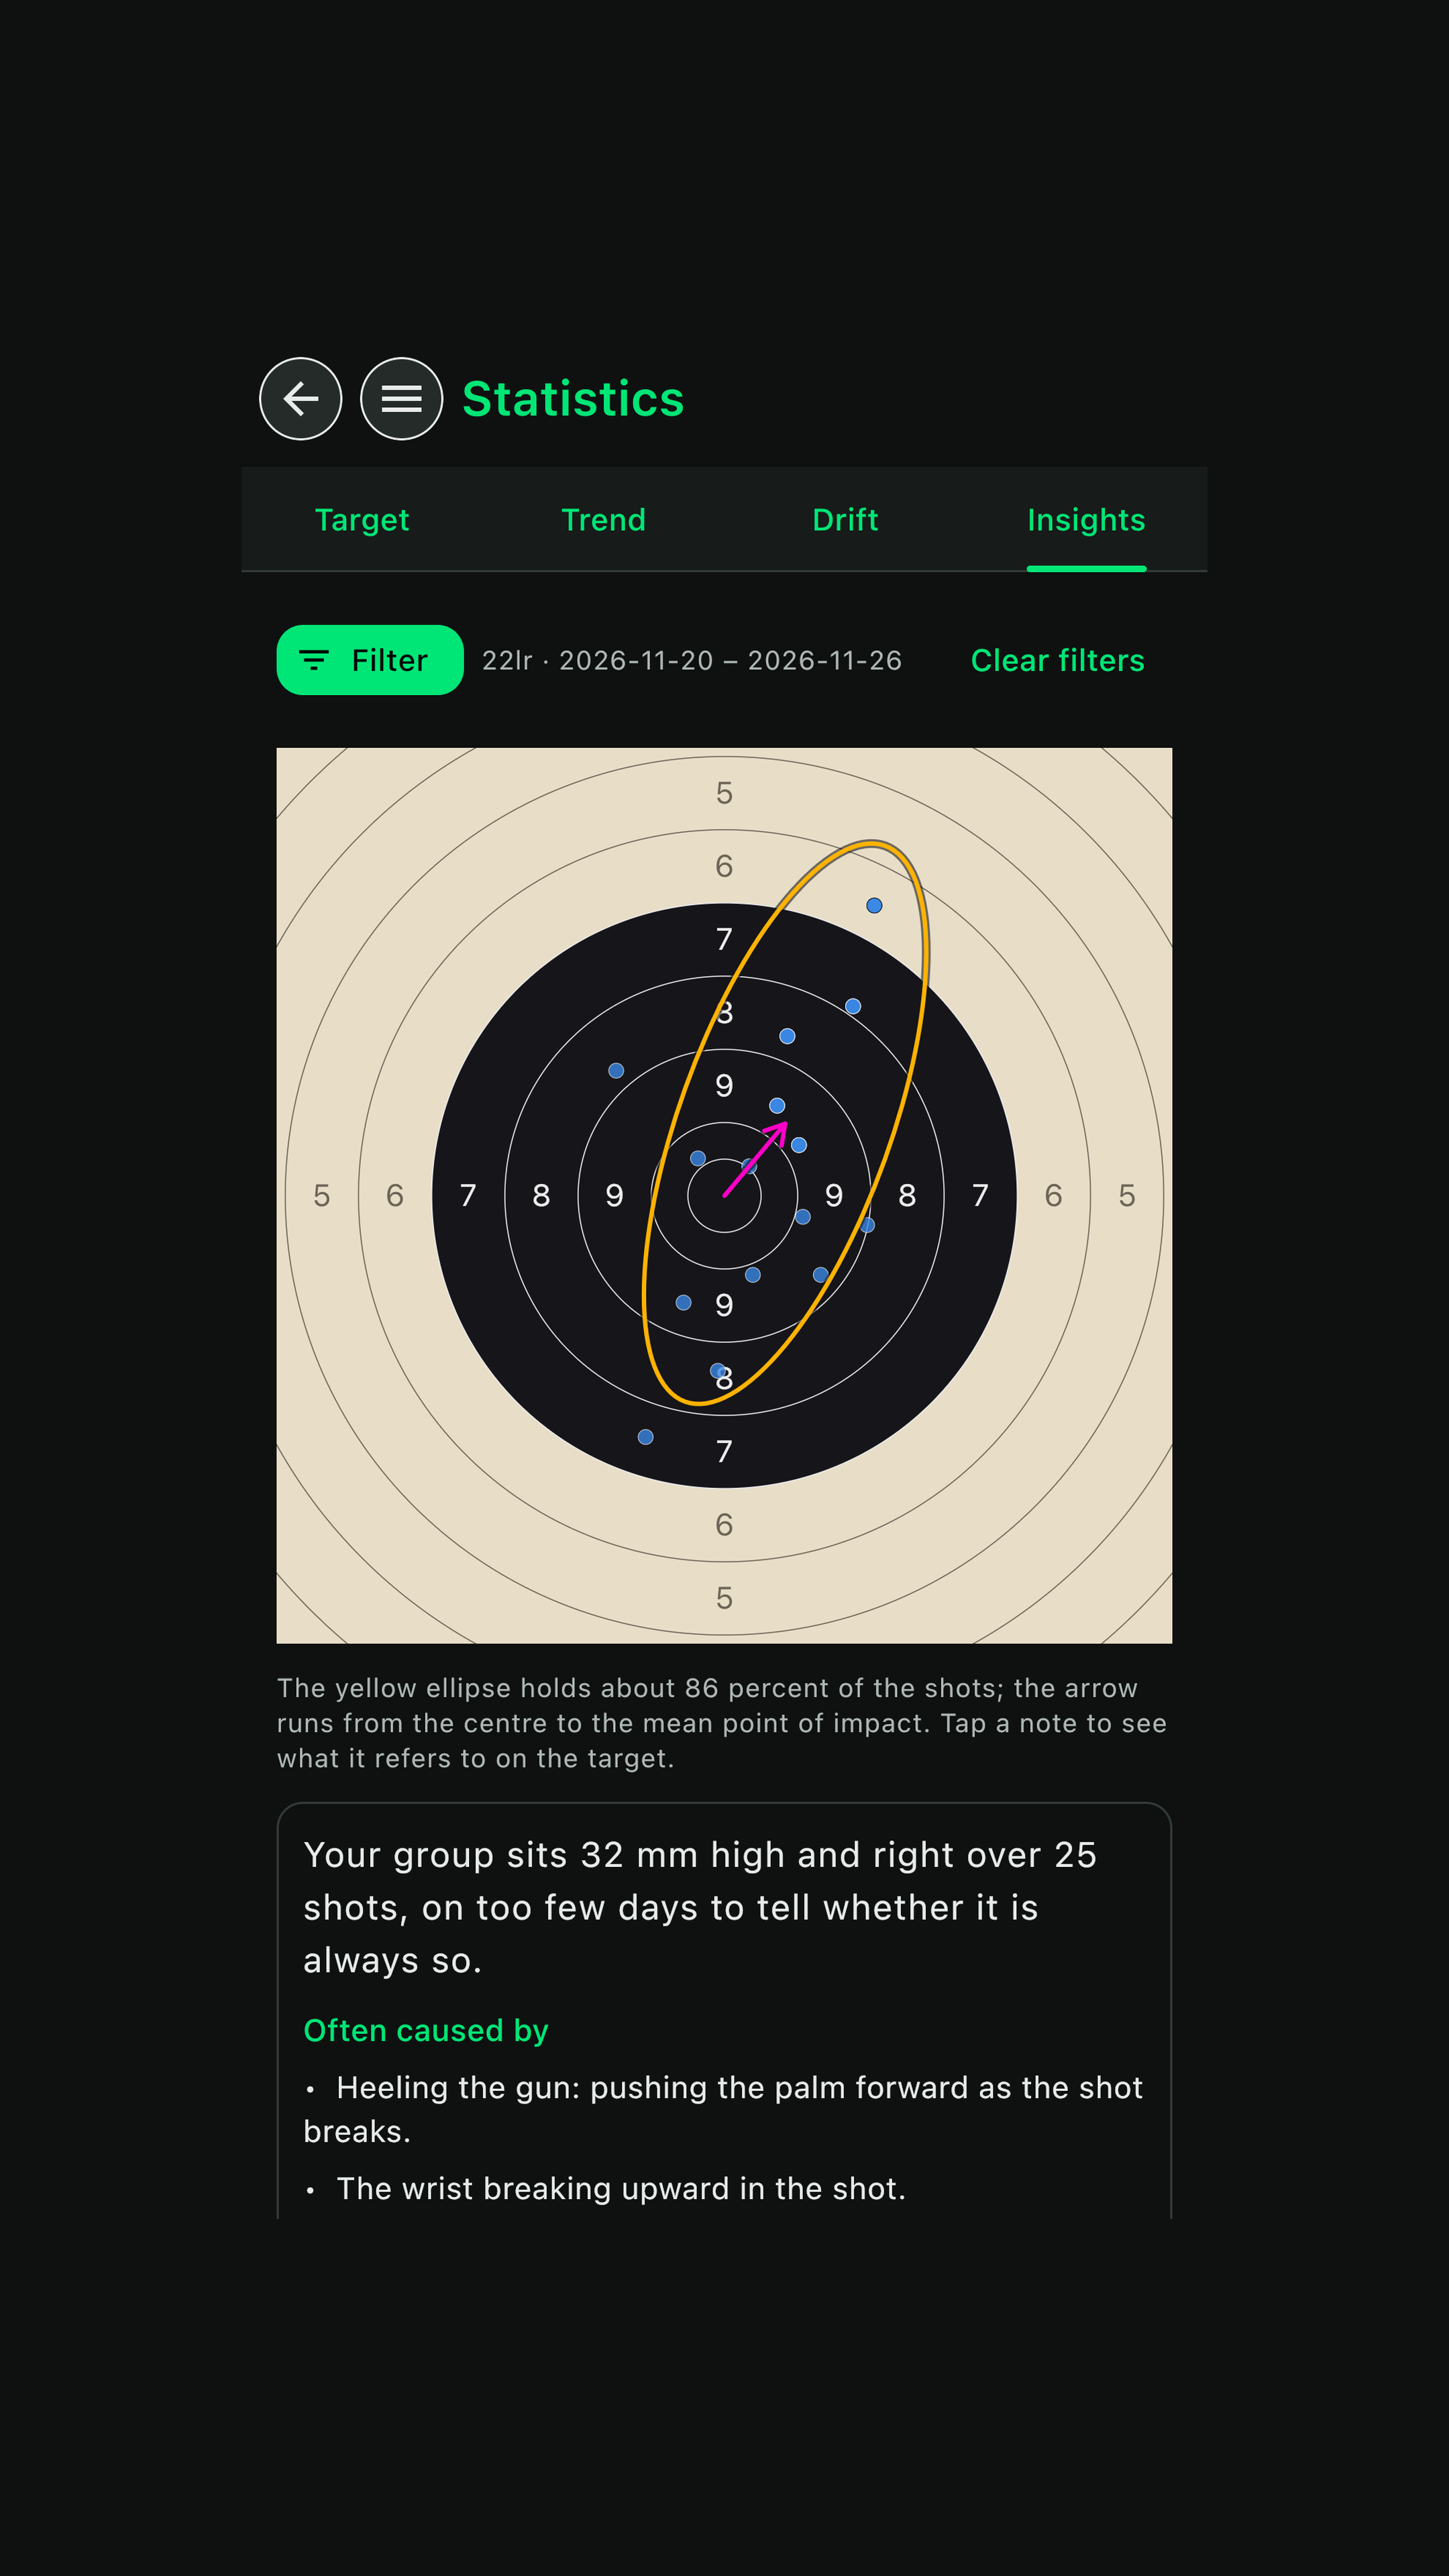 Statistics
Target Trend Drift Insights
Filter 22lr · 2026-11-20 – 2026-11-26 Clear filters
5
6
7
8
9
5 6 7 8 9 9 8 7 6 5
9
8
7
6
5
The yellow ellipse holds about 86 percent of the shots; the arrow
runs from the centre to the mean point of impact. Tap a note to see
what it refers to on the target.
Your group sits 32 mm high and right over 25
shots, on too few days to tell whether it is
always so.
Often caused by
• Heeling the gun: pushing the palm forward as the shot
breaks.
• The wrist breaking upward in the shot.